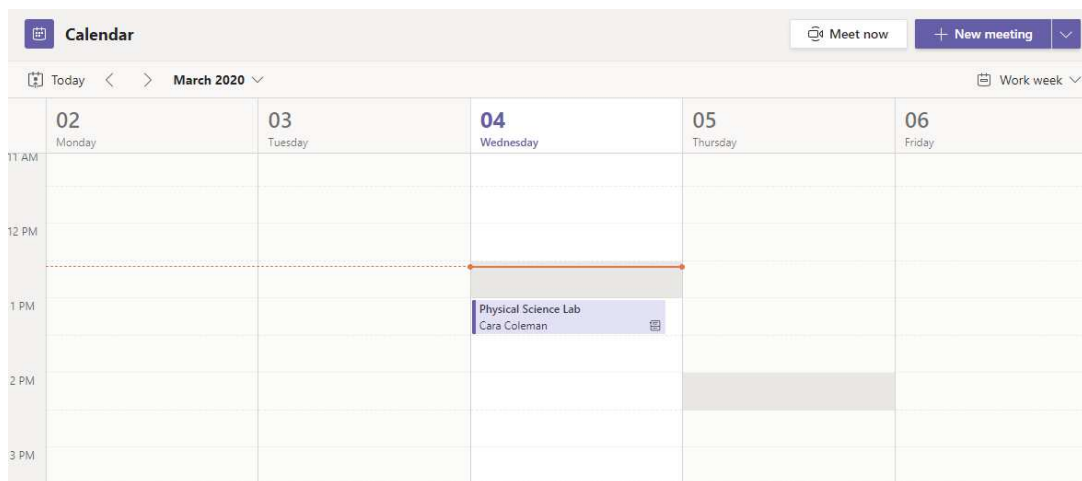 Calendar
Meet now
+ New meeting
Today
March 2020
Work week
02
03
04
05
06
Monday
Tuesday
Wednesday
Thursday
Friday
11 AM
12 PM
1 PM
Physical Science Lab
Cara Coleman
2 PM
3 PM